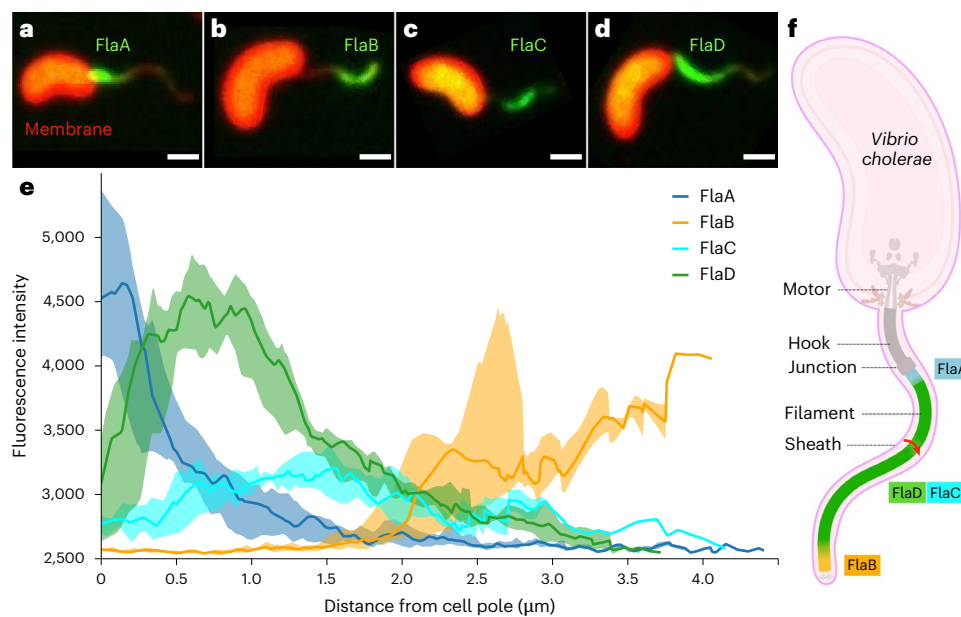 a
FlaA
Membrane
b
FlaB
c
FlaC
d
FlaD
e
Fluorescence intensity
5,000
4,500
4,000
3,500
3,000
2,500
0
0.5
1.0
1.5
2.0
2.5
3.0
3.5
4.0
Distance from cell pole (µm)
FlaA
FlaB
FlaC
FlaD
f
Vibrio
cholerae
Motor
Hook
Junction
FlaA
Filament
Sheath
FlaD FlaC
FlaB